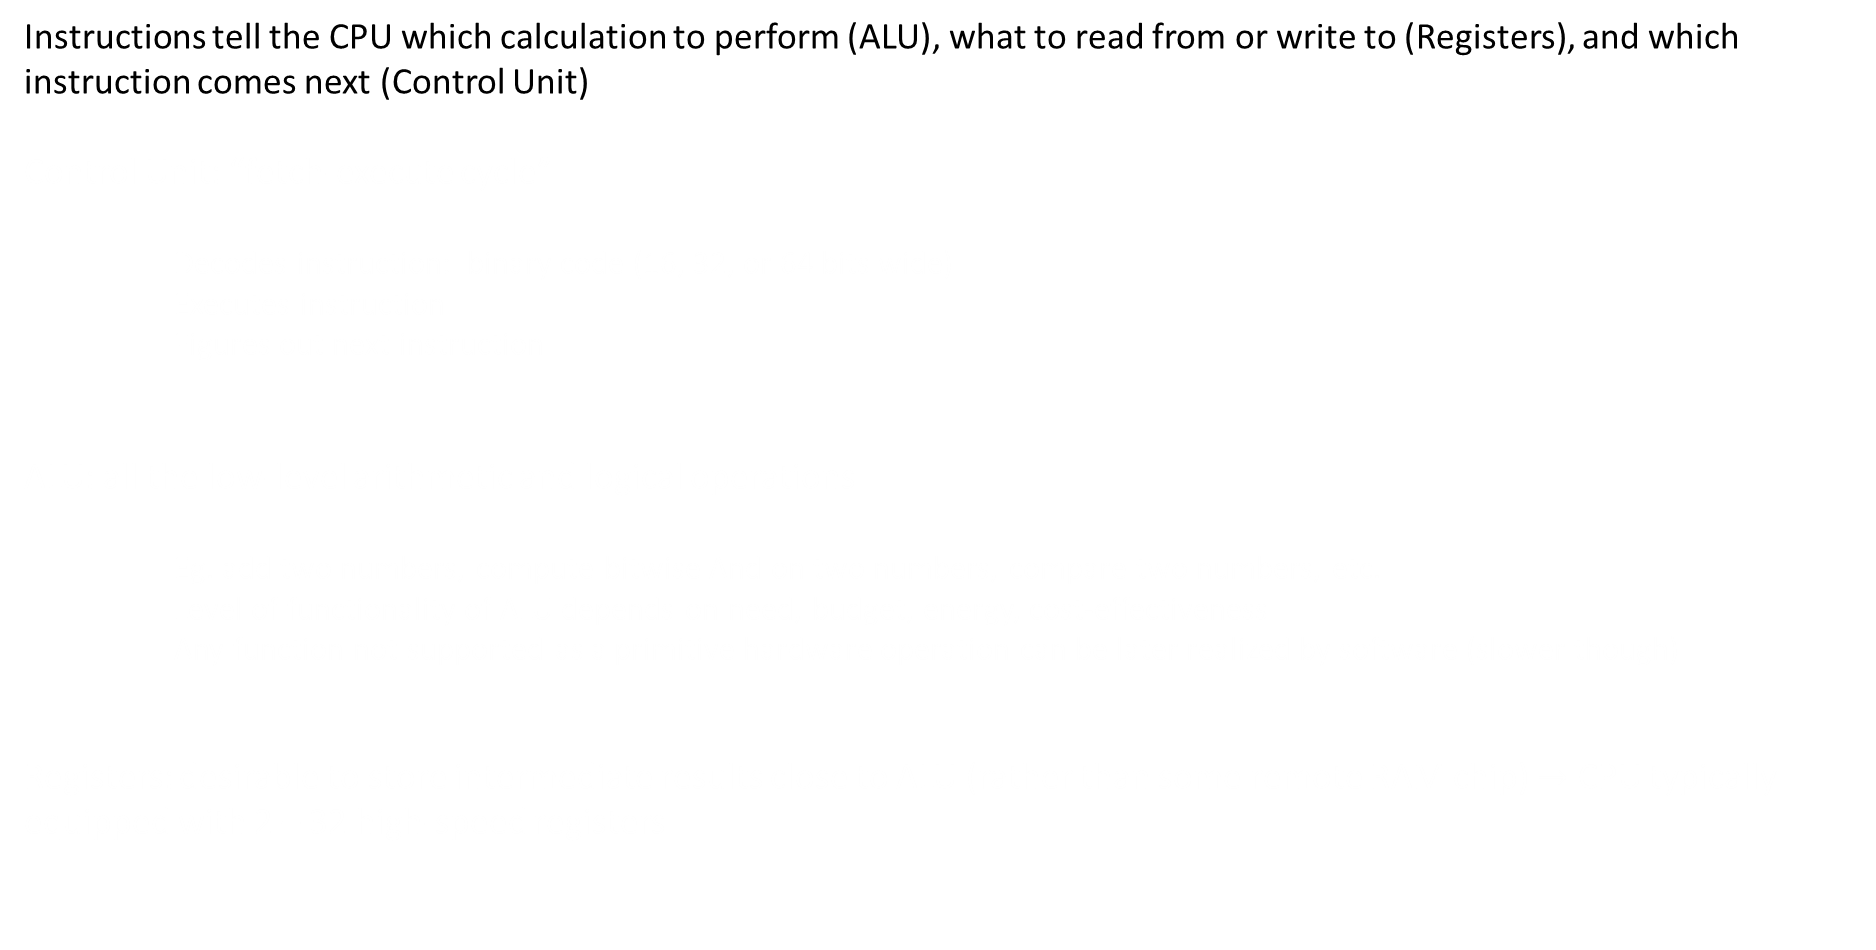 Instructions tell the CPU which calculation to perform (ALU), what to read from or write to (Registers), and which
instruction comes next (Control Unit)